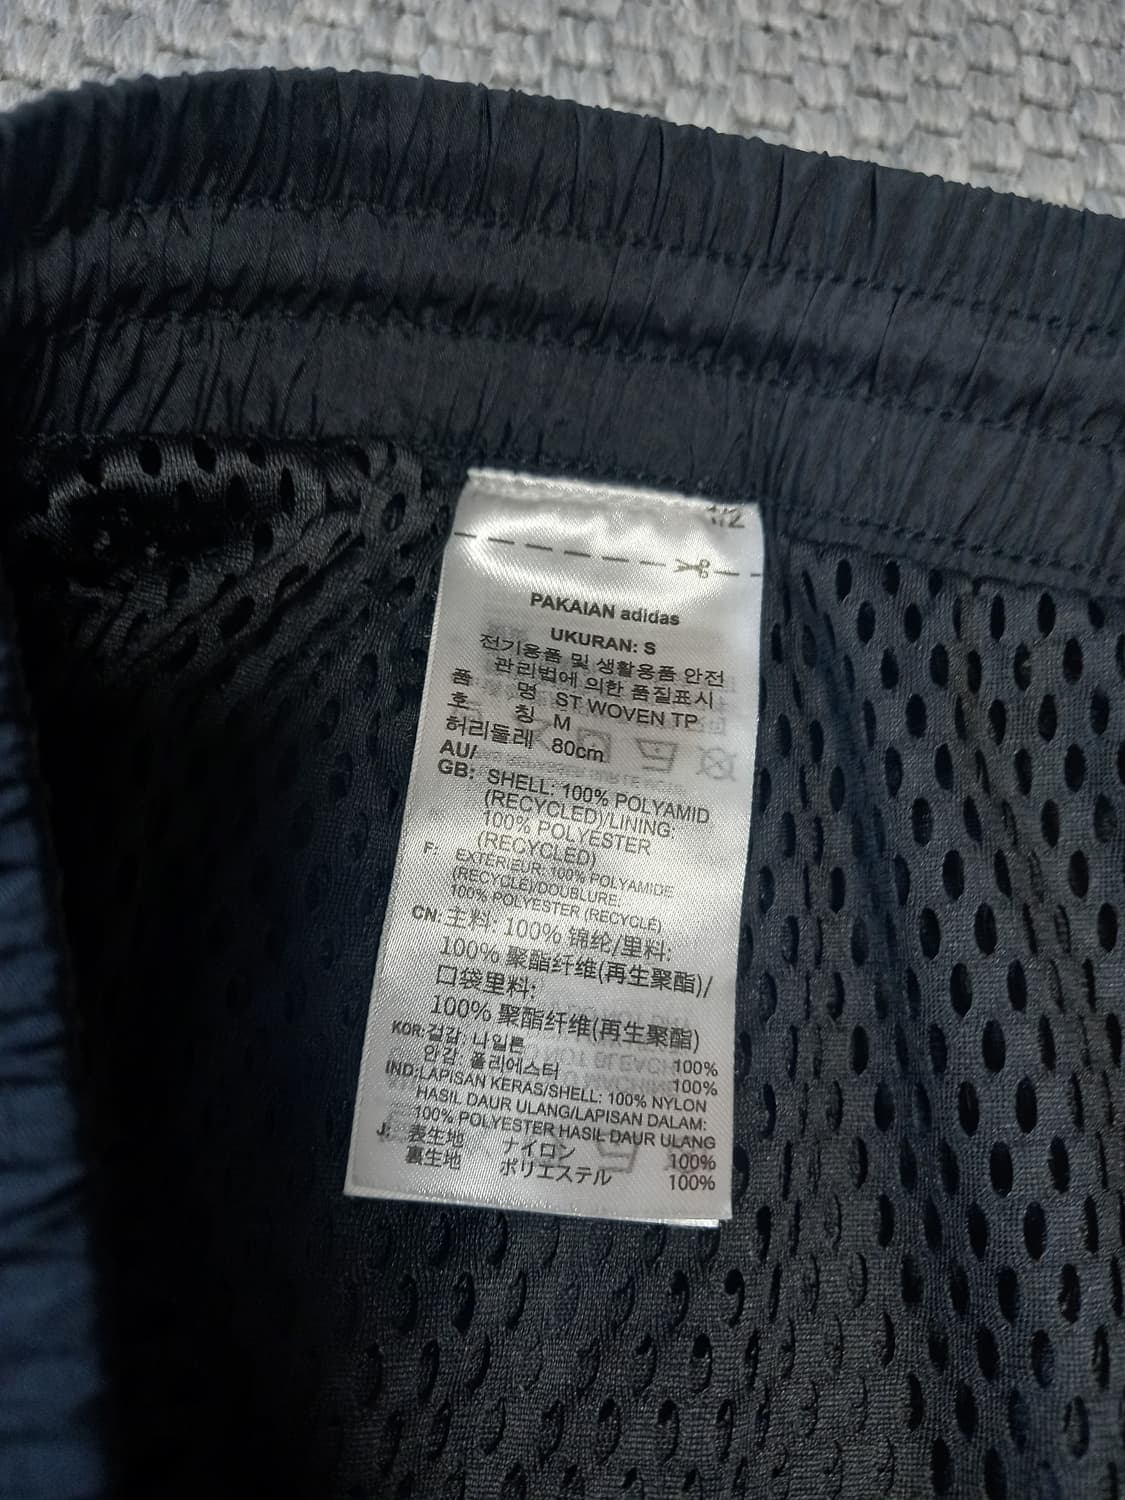 1/2
PAKAIAN adidas
UKURAN: S
전기용품 및 생활용품 안전
관리법에 의한 품질표시
품 명 ST WOVEN TP
호 칭 M
허리둘레 80cm
AU/
GB: SHELL: 100% POLYAMID
(RECYCLED)/LINING:
100% POLYESTER
(RECYCLED)
F: EXTÉRIEUR: 100% POLYAMIDE
(RECYCLÉ)/DOUBLURE:
100% POLYESTER (RECYCLÉ)
CN: 主料: 100% 锦纶/里料:
100% 聚酯纤维(再生聚酯)/
口袋里料:
100% 聚酯纤维(再生聚酯)
KOR: 겉감: 나일론 100%
안감: 폴리에스터 100%
IND: LAPISAN KERAS/SHELL: 100% NYLON
HASIL DAUR ULANG/LAPISAN DALAM:
100% POLYESTER HASIL DAUR ULANG
J: 表生地 ナイロン 100%
裏生地 ポリエステル 100%